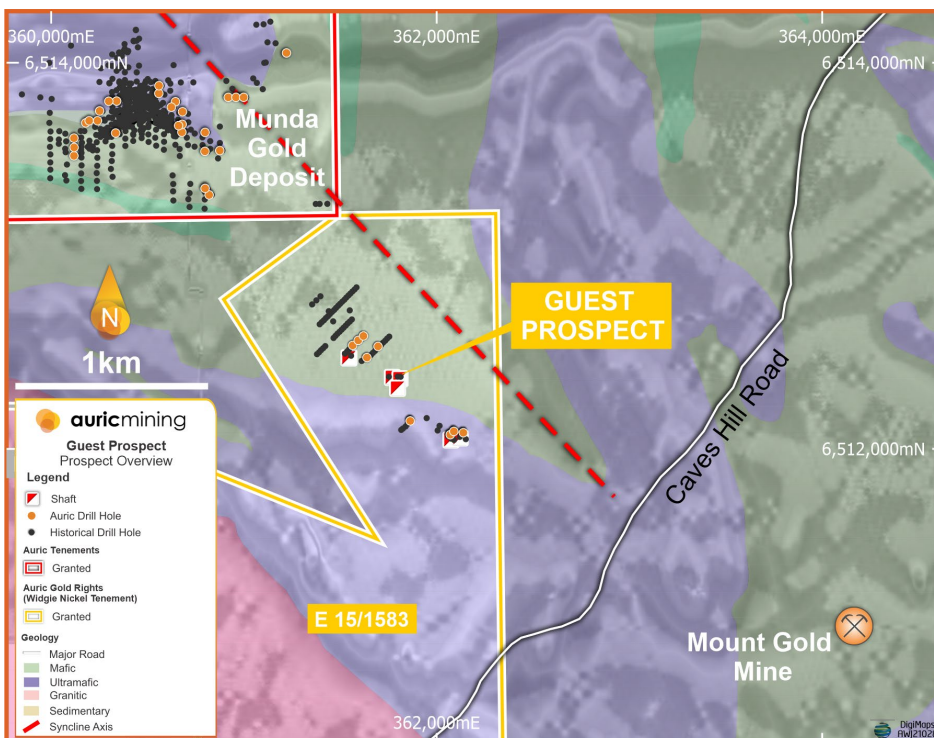 360,000mE
362,000mE
364,000mE
6,514,000mN
6,514,000mN
Munda
Gold
Deposit
N
1km
GUEST
PROSPECT
Caves Hill Road
6,512,000mN
auricmining
Guest Prospect
Prospect Overview
Legend
Shaft
Auric Drill Hole
Historical Drill Hole
Auric Tenements
Granted
Auric Gold Rights
(Widgie Nickel Tenement)
Granted
Geology
Major Road
Mafic
Ultramafic
Granitic
Sedimentary
Syncline Axis
E 15/1583
Mount Gold
Mine
362,000mE
DigiMaps